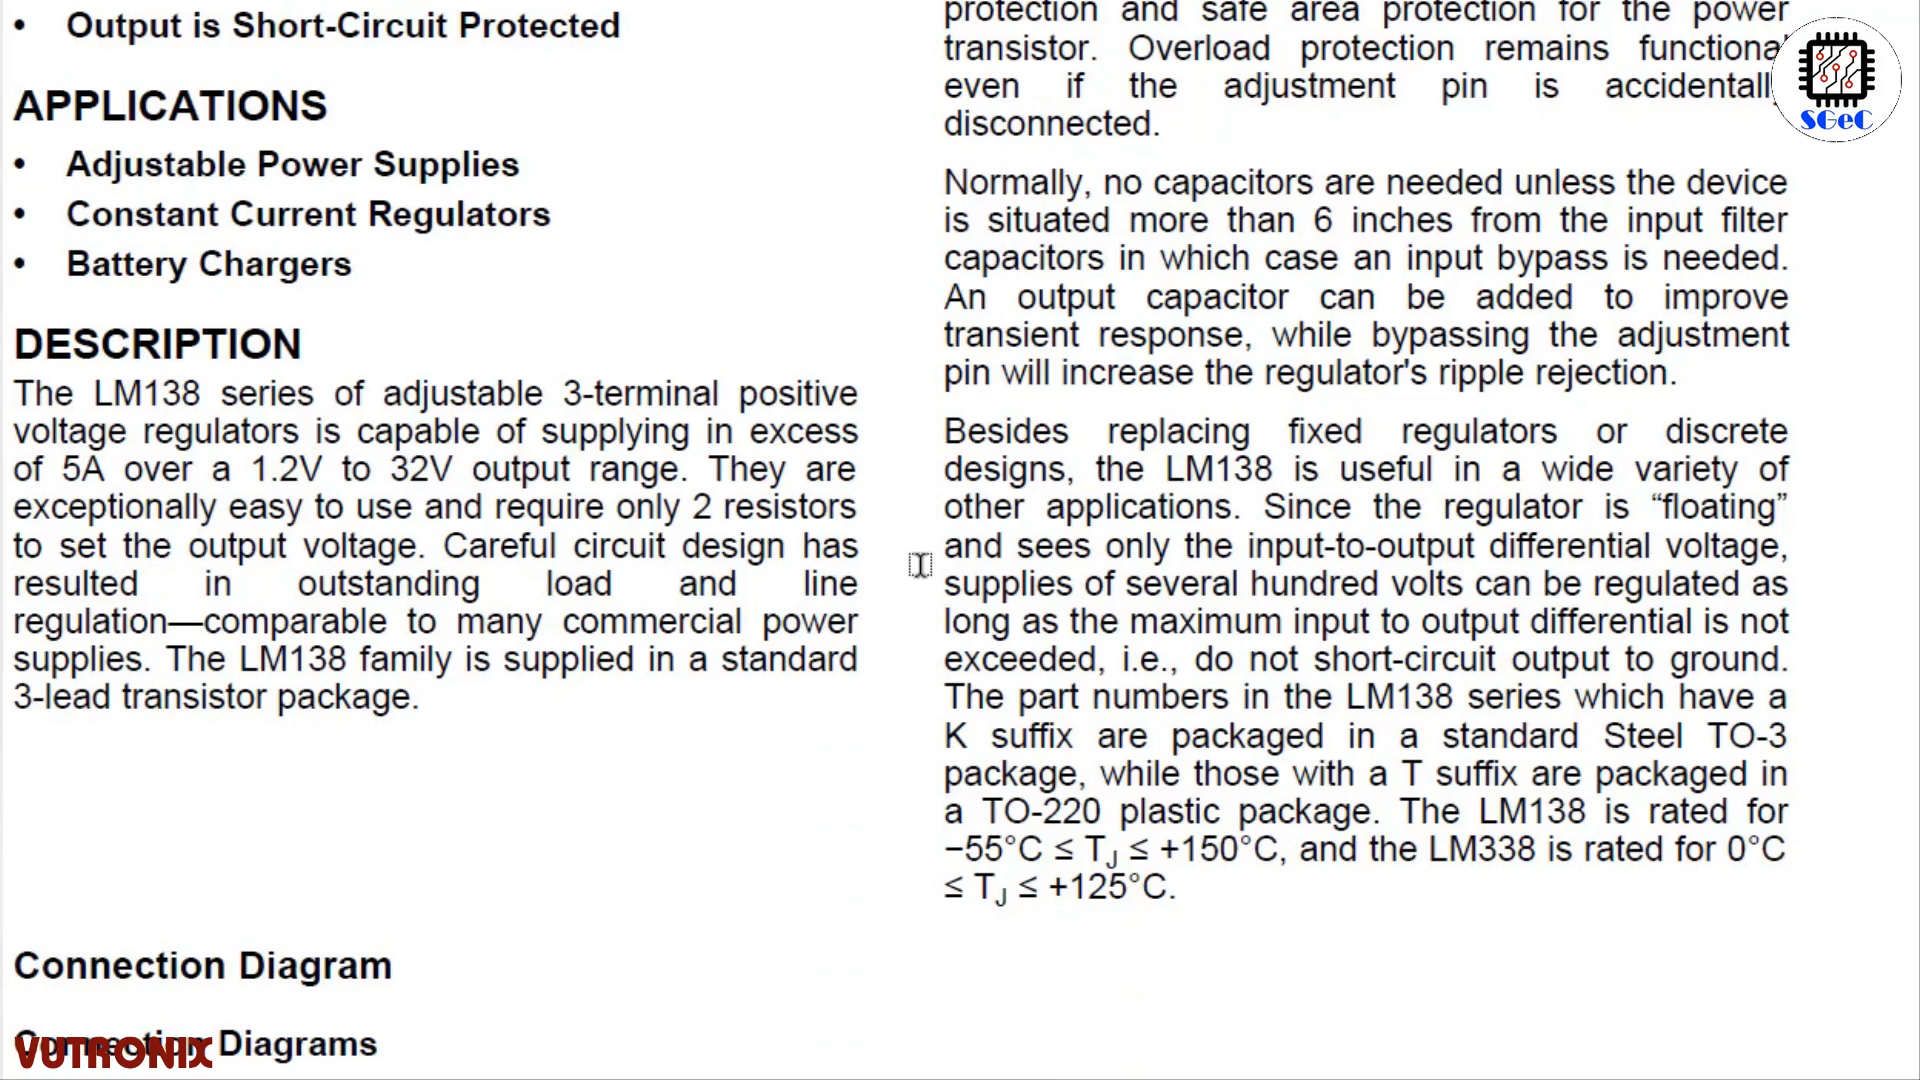 • Output is Short-Circuit Protected
APPLICATIONS
• Adjustable Power Supplies
• Constant Current Regulators
• Battery Chargers
DESCRIPTION
The LM138 series of adjustable 3-terminal positive
voltage regulators is capable of supplying in excess
of 5A over a 1.2V to 32V output range. They are
exceptionally easy to use and require only 2 resistors
to set the output voltage. Careful circuit design has
resulted in outstanding load and line
regulation—comparable to many commercial power
supplies. The LM138 family is supplied in a standard
3-lead transistor package.
Connection Diagram
Connection Diagrams
VUTRONIX
protection and safe area protection for the power
transistor. Overload protection remains functional
even if the adjustment pin is accidentally
disconnected.
Normally, no capacitors are needed unless the device
is situated more than 6 inches from the input filter
capacitors in which case an input bypass is needed.
An output capacitor can be added to improve
transient response, while bypassing the adjustment
pin will increase the regulator's ripple rejection.
Besides replacing fixed regulators or discrete
designs, the LM138 is useful in a wide variety of
other applications. Since the regulator is “floating”
and sees only the input-to-output differential voltage,
supplies of several hundred volts can be regulated as
long as the maximum input to output differential is not
exceeded, i.e., do not short-circuit output to ground.
The part numbers in the LM138 series which have a
K suffix are packaged in a standard Steel TO-3
package, while those with a T suffix are packaged in
a TO-220 plastic package. The LM138 is rated for
−55°C ≤ TJ ≤ +150°C, and the LM338 is rated for 0°C
≤ TJ ≤ +125°C.
SGeC